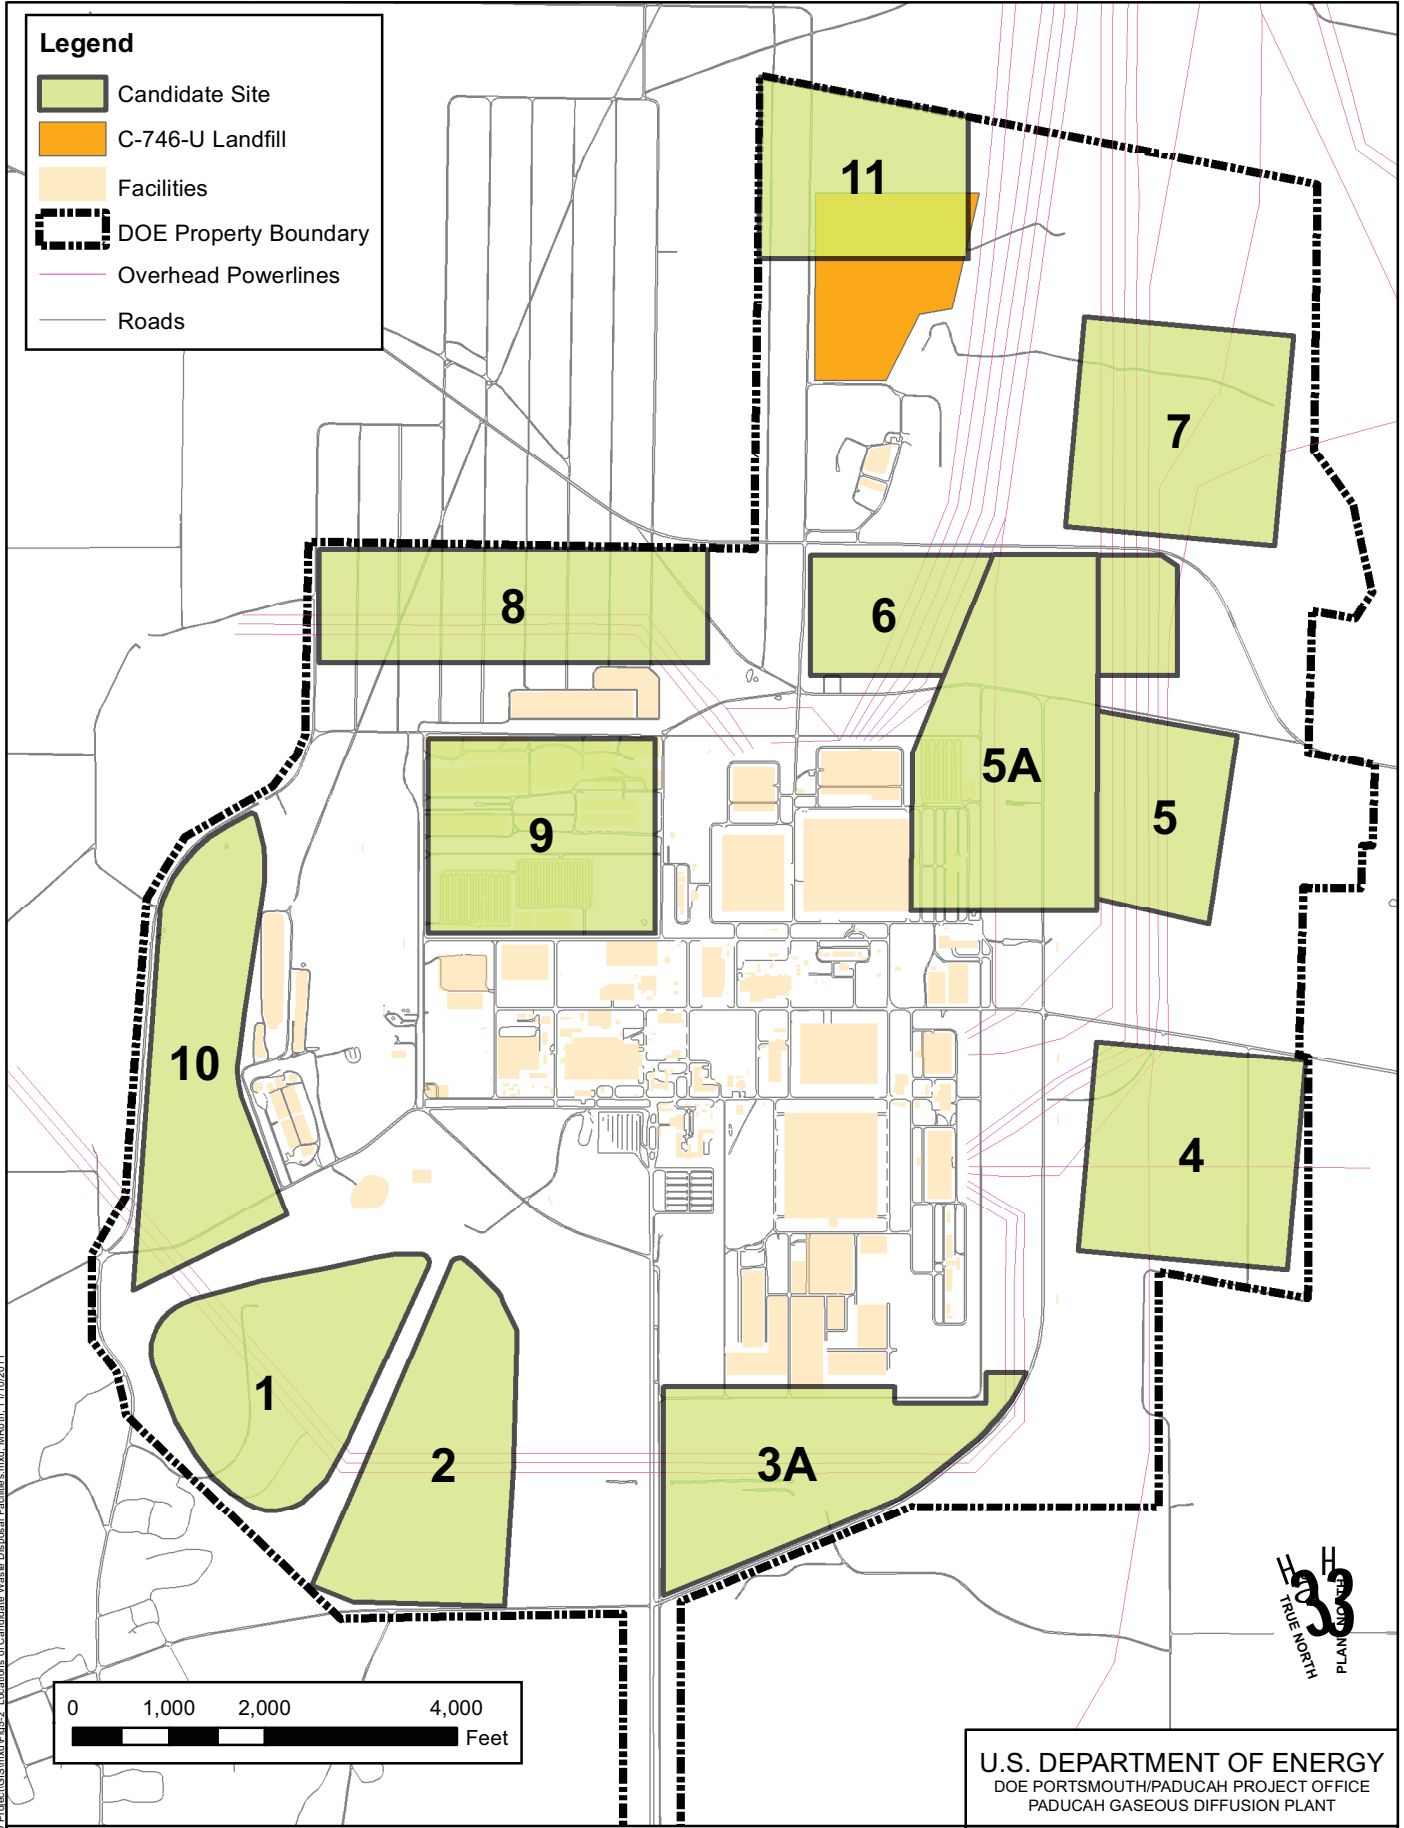 Legend
Candidate Site
C-746-U Landfill
Facilities
DOE Property Boundary
Overhead Powerlines
Roads
11
7
8
6
5A
5
9
10
4
1
2
3A
TRUE NORTH
PLANT NORTH
0 1,000 2,000 4,000
Feet
U.S. DEPARTMENT OF ENERGY
DOE PORTSMOUTH/PADUCAH PROJECT OFFICE
PADUCAH GASEOUS DIFFUSION PLANT